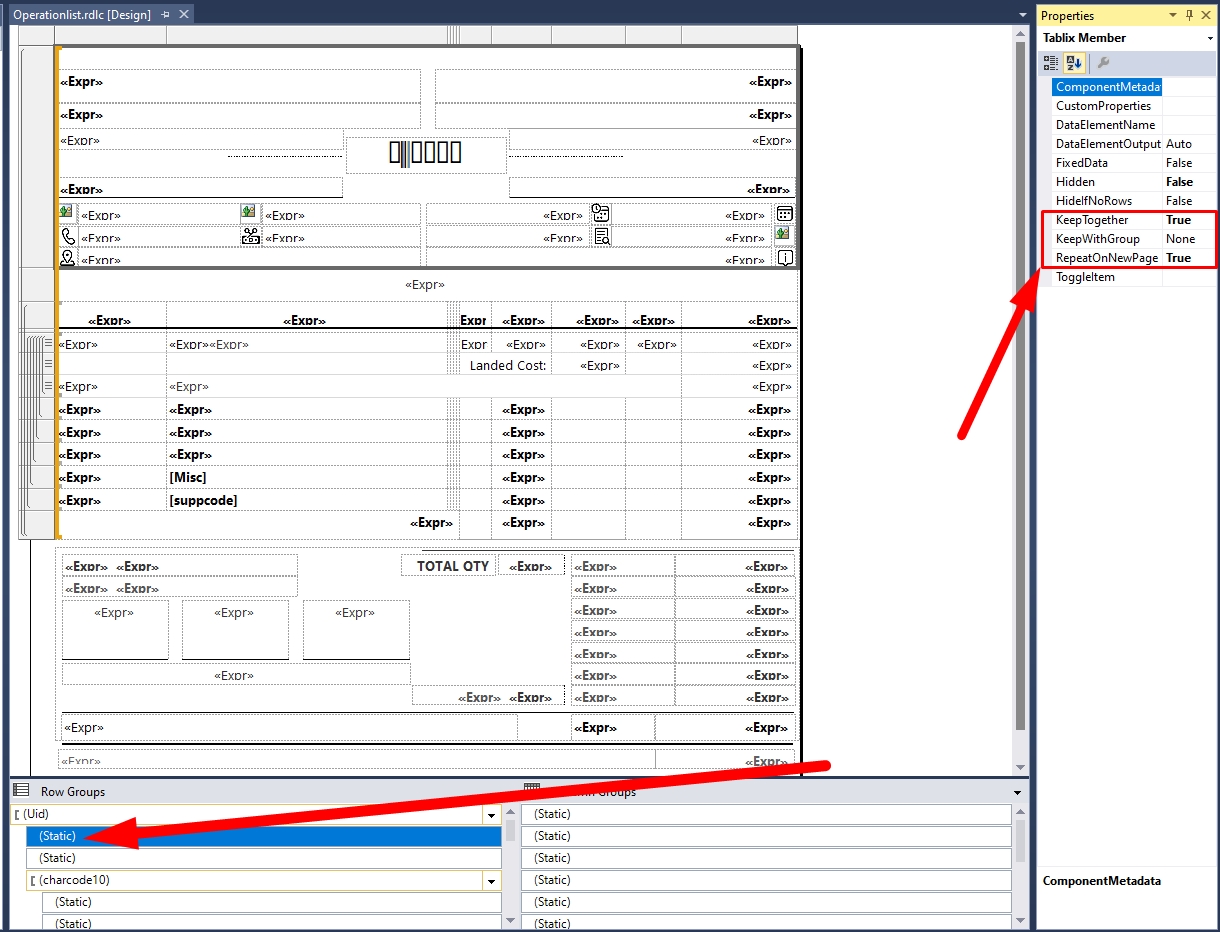 Operationlist.rdlc [Design]
Properties
Tablix Member
ComponentMetada
CustomProperties
DataElementName
DataElementOutput Auto
FixedData False
Hidden False
HideIfNoRows False
KeepTogether True
KeepWithGroup None
RepeatOnNewPage True
ToggleItem
«Expr» «Expr»
«Expr» «Expr»
«Expr» «Expr»
«Expr» «Expr»
«Expr» «Expr» «Expr» «Expr»
«Expr» «Expr» «Expr» «Expr»
«Expr» «Expr»
«Expr»
«Expr» «Expr» Expr «Expr» «Expr» «Expr» «Expr»
«Expr» «Expr»«Expr» Expr «Expr» «Expr» «Expr» «Expr»
Landed Cost: «Expr» «Expr»
«Expr» «Expr» «Expr»
«Expr» «Expr» «Expr» «Expr»
«Expr» «Expr» «Expr» «Expr»
«Expr» «Expr» «Expr» «Expr»
«Expr» [Misc] «Expr» «Expr»
«Expr» [suppcode] «Expr» «Expr»
«Expr» «Expr» «Expr»
«Expr» «Expr» TOTAL QTY «Expr» «Expr» «Expr»
«Expr» «Expr» «Expr» «Expr»
«Expr» «Expr» «Expr» «Expr» «Expr»
«Expr» «Expr»
«Expr» «Expr»
«Expr» «Expr» «Expr»
«Expr» «Expr» «Expr» «Expr»
«Expr» «Expr» «Expr»
«Expr» «Expr»
Row Groups
Groups
(Uid) (Static)
(Static) (Static)
(Static) (Static)
(charcode10) (Static)
(Static) (Static)
(Static) (Static)
ComponentMetadata